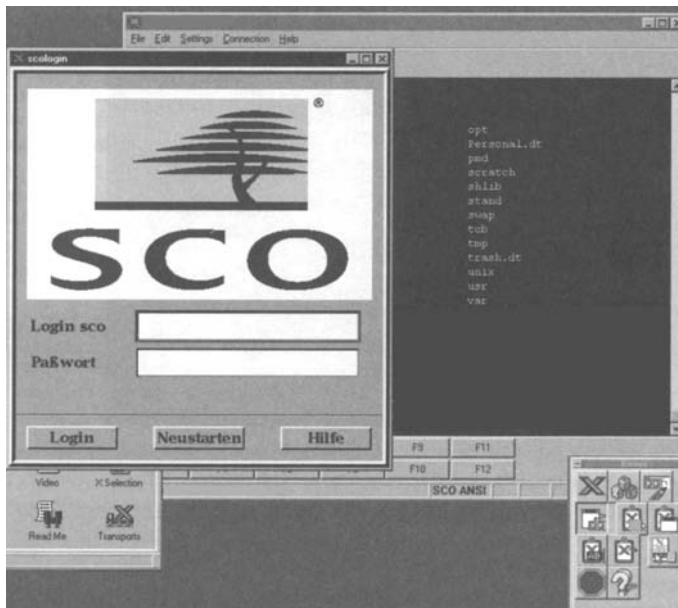 File Edit Settings Connection Help
scologin
®
SCO
Login sco
Paßwort
Login Neustarten Hilfe
opt
Personal.dt
pmd
scratch
shlib
stand
swap
tcb
tmp
trash.dt
unix
usr
var
F9 F11
F10 F12
SCO ANSI
Video X Selection
Read Me Transports